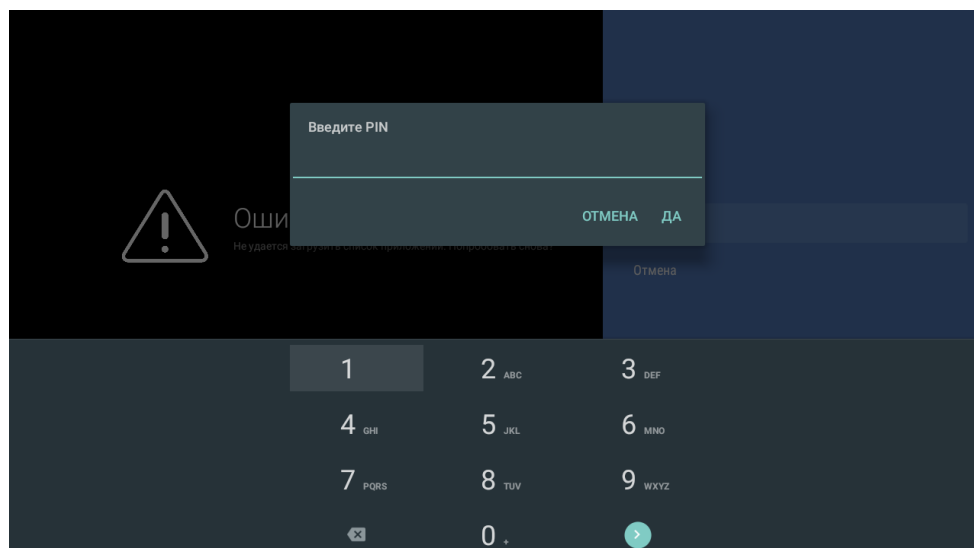 Введите PIN
ОТМЕНА ДА
Оши
Не удается загрузить список приложений. Попробовать снова?
Отмена
1
2 ABC
3 DEF
4 GHI
5 JKL
6 MNO
7 PQRS
8 TUV
9 WXYZ
0 +